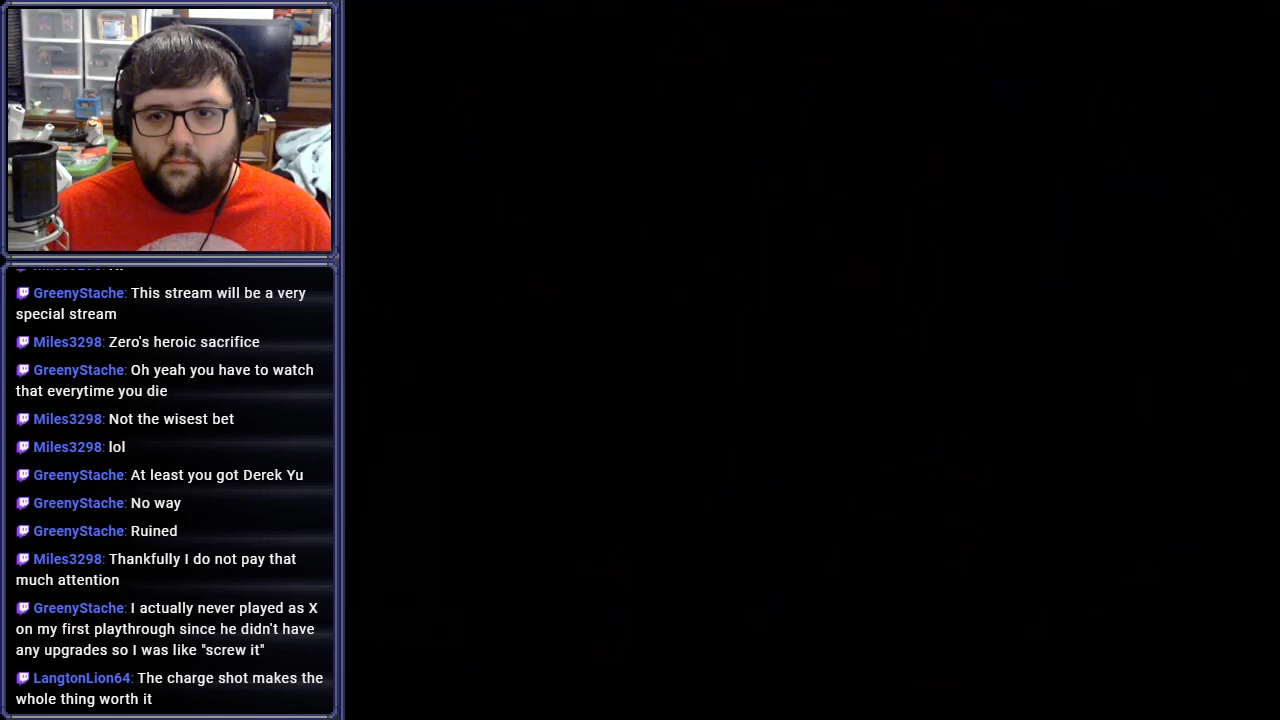 GreenyStache: This stream will be a very
special stream
Miles3298: Zero's heroic sacrifice
GreenyStache: Oh yeah you have to watch
that everytime you die
Miles3298: Not the wisest bet
Miles3298: lol
GreenyStache: At least you got Derek Yu
GreenyStache: No way
GreenyStache: Ruined
Miles3298: Thankfully I do not pay that
much attention
GreenyStache: I actually never played as X
on my first playthrough since he didn't have
any upgrades so I was like "screw it"
LangtonLion64: The charge shot makes the
whole thing worth it